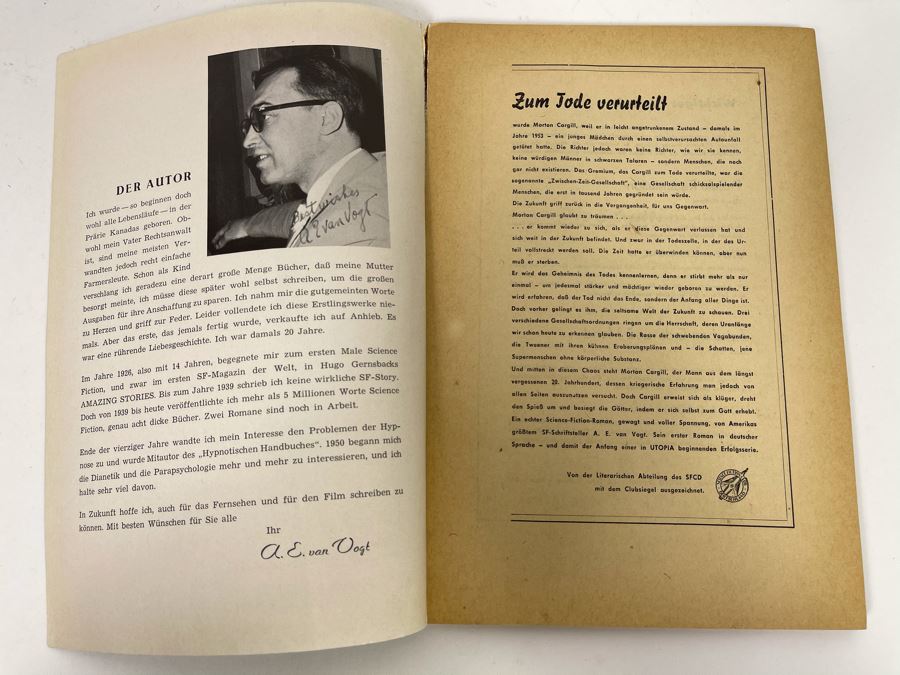 DER AUTOR
Ich wurde — so beginnen doch
wohl alle Lebensläufe — in der
Prärie Kanadas geboren. Ob-
wohl mein Vater Rechtsanwalt
ist, sind meine meisten Ver-
wandten jedoch recht einfache
Farmersleute. Schon als Kind
verschlang ich geradezu eine derart große Menge Bücher, daß meine Mutter
besorgt meinte, ich müsse diese später wohl selbst schreiben, um die großen
Ausgaben für ihre Anschaffung zu sparen. Ich nahm mir die gutgemeinten Worte
zu Herzen und griff zur Feder. Leider vollendete ich diese Erstlingswerke nie-
mals. Aber das erste, das jemals fertig wurde, verkaufte ich auf Anhieb. Es
war eine rührende Liebesgeschichte. Ich war damals 20 Jahre.
Im Jahre 1926, also mit 14 Jahren, begegnete mir zum ersten Male Science
Fiction, und zwar im ersten SF-Magazin der Welt, in Hugo Gernsbacks
AMAZING STORIES. Bis zum Jahre 1939 schrieb ich keine wirkliche SF-Story.
Doch von 1939 bis heute veröffentlichte ich mehr als 5 Millionen Worte Science
Fiction, genau acht dicke Bücher. Zwei Romane sind noch in Arbeit.
Ende der vierziger Jahre wandte ich mein Interesse den Problemen der Hyp-
nose zu und wurde Mitautor des „Hypnotischen Handbuches“. 1950 begann mich
die Dianetik und die Parapsychologie mehr und mehr zu interessieren, und ich
halte sehr viel davon.
In Zukunft hoffe ich, auch für das Fernsehen und für den Film schreiben zu
können. Mit besten Wünschen für Sie alle
Ihr
A. E. van Vogt
Best wishes
A E van Vogt
Zum Tode verurteilt
wurde Morton Cargill, weil er in leicht angetrunkenem Zustand – damals im
Jahre 1953 – ein junges Mädchen durch einen selbstverursachten Autounfall
getötet hatte. Die Richter jedoch waren keine Richter, wie wir sie kennen,
keine würdigen Männer in schwarzen Talaren – sondern Menschen, die noch
gar nicht existieren. Das Gremium, das Cargill zum Tode verurteilte, war die
sogenannte „Zwischen-Zeit-Gesellschaft“, eine Gesellschaft schicksalspielender
Menschen, die erst in tausend Jahren gegründet sein würde.
Die Zukunft griff zurück in die Vergangenheit, für uns Gegenwart.
Morton Cargill glaubt zu träumen . . .
. . . er kommt wieder zu sich, als er diese Gegenwart verlassen hat und
sich weit in der Zukunft befindet. Und zwar in der Todeszelle, in der das Ur-
teil vollstreckt werden soll. Die Zeit hatte er überwinden können, aber nun
muß er sterben.
Er wird das Geheimnis des Todes kennenlernen, denn er stirbt mehr als nur
einmal – um jedesmal stärker und mächtiger wieder geboren zu werden. Er
wird erfahren, daß der Tod nicht das Ende, sondern der Anfang aller Dinge ist.
Doch vorher gelingt es ihm, die seltsame Welt der Zukunft zu schauen. Drei
verschiedene Gesellschaftsordnungen ringen um die Herrschaft, deren Uranfänge
wir schon heute zu erkennen glauben. Die Rasse der schwebenden Vagabunden,
die Tweener mit ihren kühnen Eroberungsplänen und – die Schatten, jene
Supermenschen ohne körperliche Substanz.
Und mitten in diesem Chaos steht Morton Cargill, der Mann aus dem längst
vergessenen 20. Jahrhundert, dessen kriegerische Erfahrung man jedoch von
allen Seiten auszunutzen versucht. Doch Cargill erweist sich als klüger, dreht
den Spieß um und besiegt die Götter, indem er sich selbst zum Gott erhebt.
Ein echter Science-Fiction-Roman, gewagt und voller Spannung, von Amerikas
größtem SF-Schriftsteller A. E. van Vogt. Sein erster Roman in deutscher
Sprache – und damit der Anfang einer in UTOPIA beginnenden Erfolgsserie.
Von der Literarischen Abteilung des SFCD
mit dem Clubsiegel ausgezeichnet.